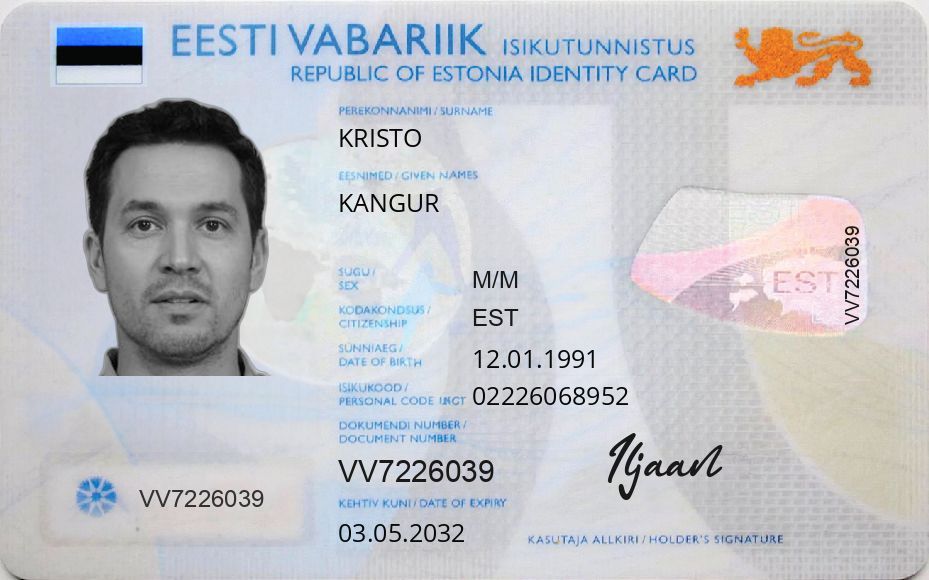 EESTI VABARIIK ISIKUTUNNISTUS
REPUBLIC OF ESTONIA IDENTITY CARD
PEREKONNANIMI / SURNAME
KRISTO
EESNIMED / GIVEN NAMES
KANGUR
SUGU /
SEX
M/M
KODAKONDSUS /
CITIZENSHIP
EST
SÜNNIAEG /
DATE OF BIRTH
12.01.1991
ISIKUKOOD /
PERSONAL CODE
02226068952
DOKUMENDI NUMBER /
DOCUMENT NUMBER
VV7226039
KEHTIV KUNI / DATE OF EXPIRY
03.05.2032
VV7226039
EST
VV7226039
KASUTAJA ALLKIRI / HOLDER'S SIGNATURE